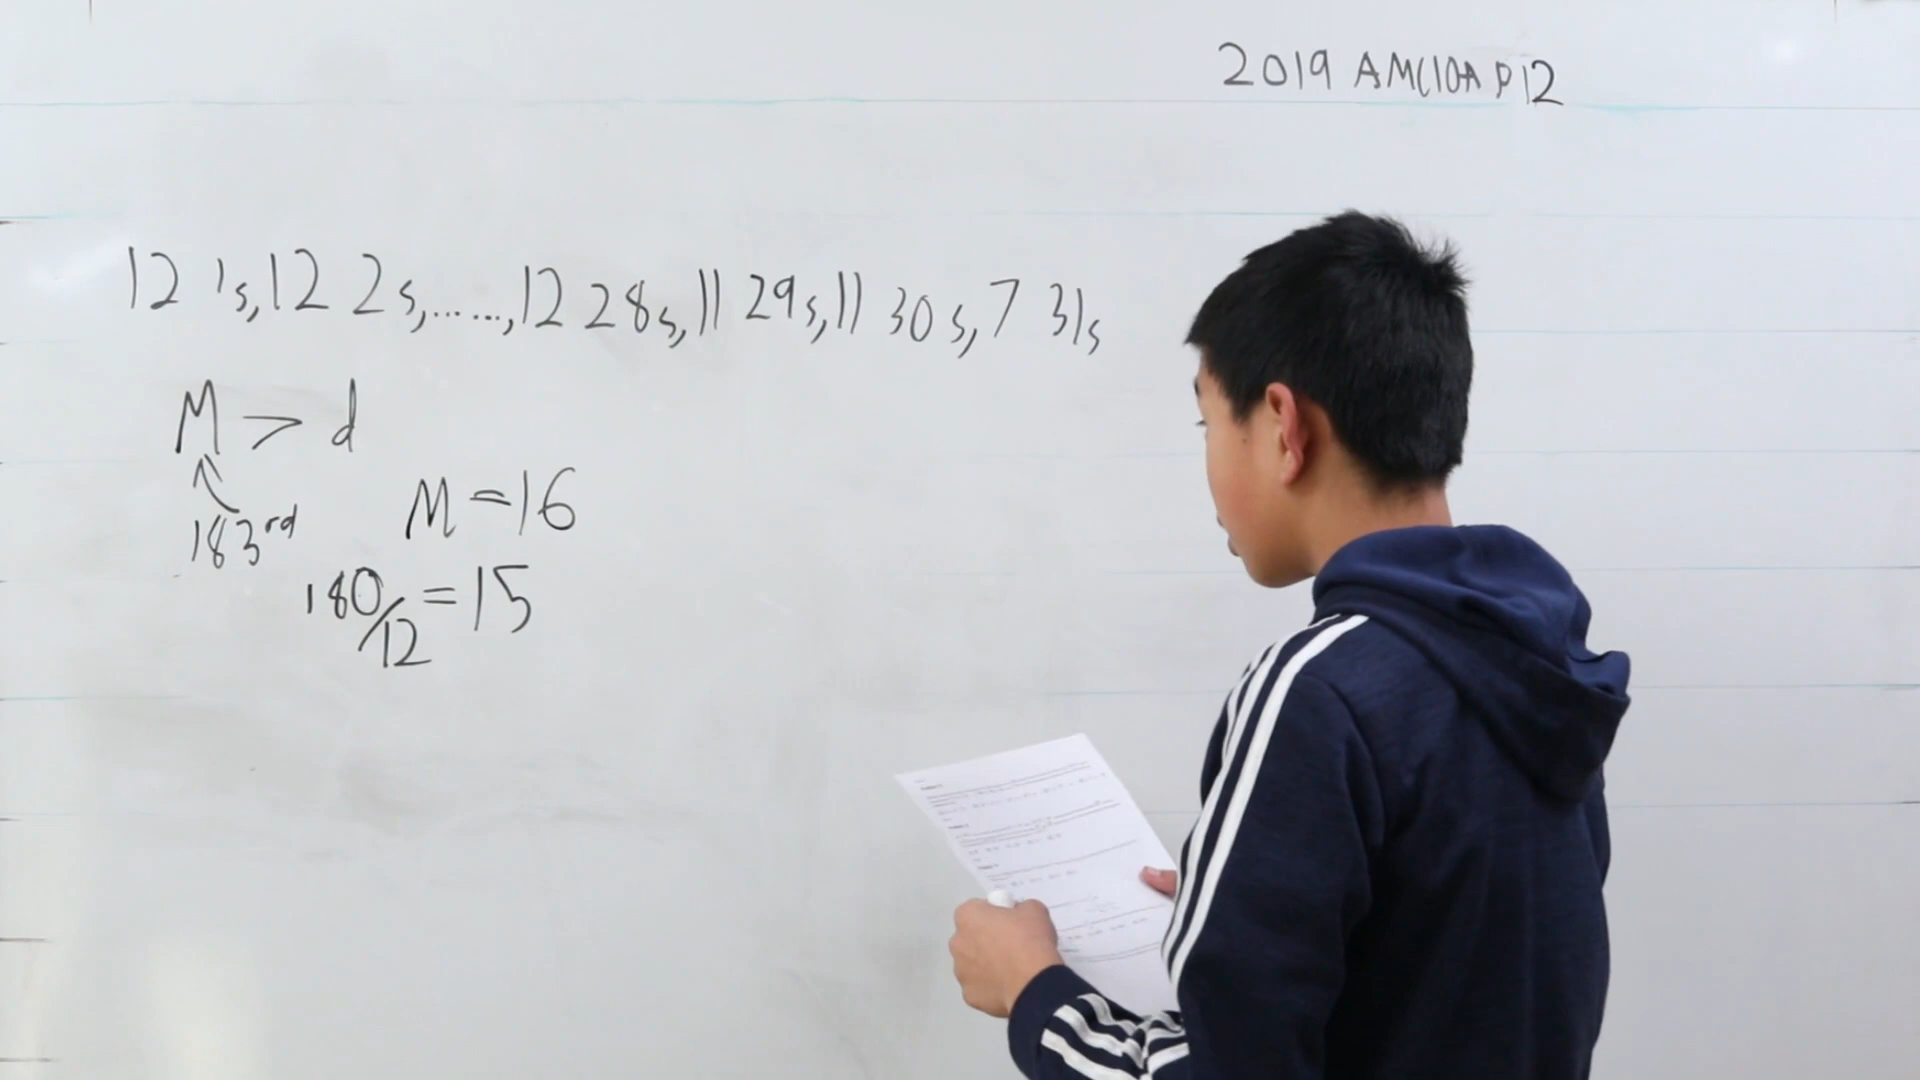 2019 AMC10A P12
12 1s, 12 2s, ......, 12 28s, 11 29s, 11 30s, 7 31s
M > d
183rd
M = 16
180/12 = 15